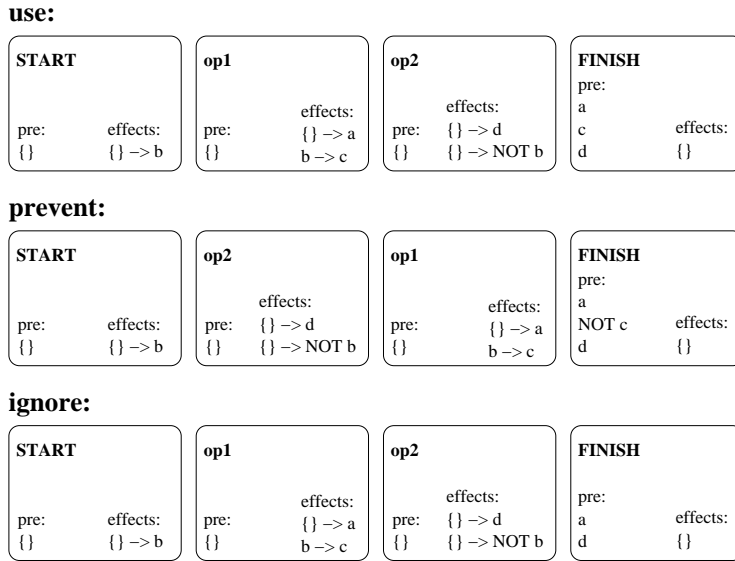 use:
START
pre:
{}
effects:
{} –> b
op1
pre:
{}
effects:
{} –> a
b –> c
op2
pre:
{}
effects:
{} –> d
{} –> NOT b
FINISH
pre:
a
c
d
effects:
{}
prevent:
START
pre:
{}
effects:
{} –> b
op2
pre:
{}
effects:
{} –> d
{} –> NOT b
op1
pre:
{}
effects:
{} –> a
b –> c
FINISH
pre:
a
NOT c
d
effects:
{}
ignore:
START
pre:
{}
effects:
{} –> b
op1
pre:
{}
effects:
{} –> a
b –> c
op2
pre:
{}
effects:
{} –> d
{} –> NOT b
FINISH
pre:
a
d
effects:
{}